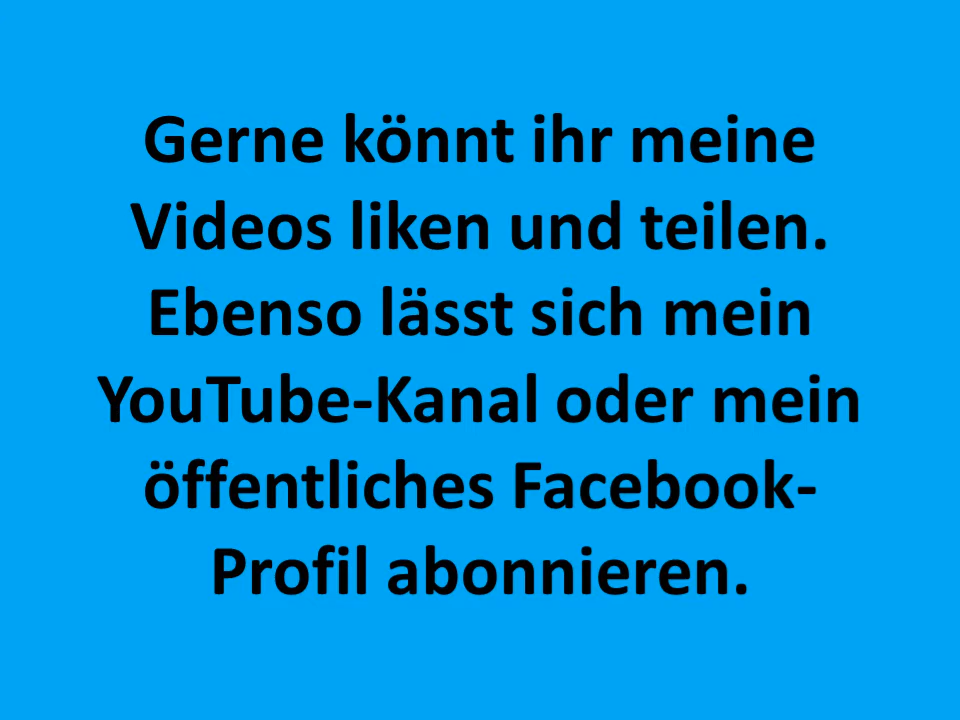 Gerne könnt ihr meine
Videos liken und teilen.
Ebenso lässt sich mein
YouTube-Kanal oder mein
öffentliches Facebook-
Profil abonnieren.